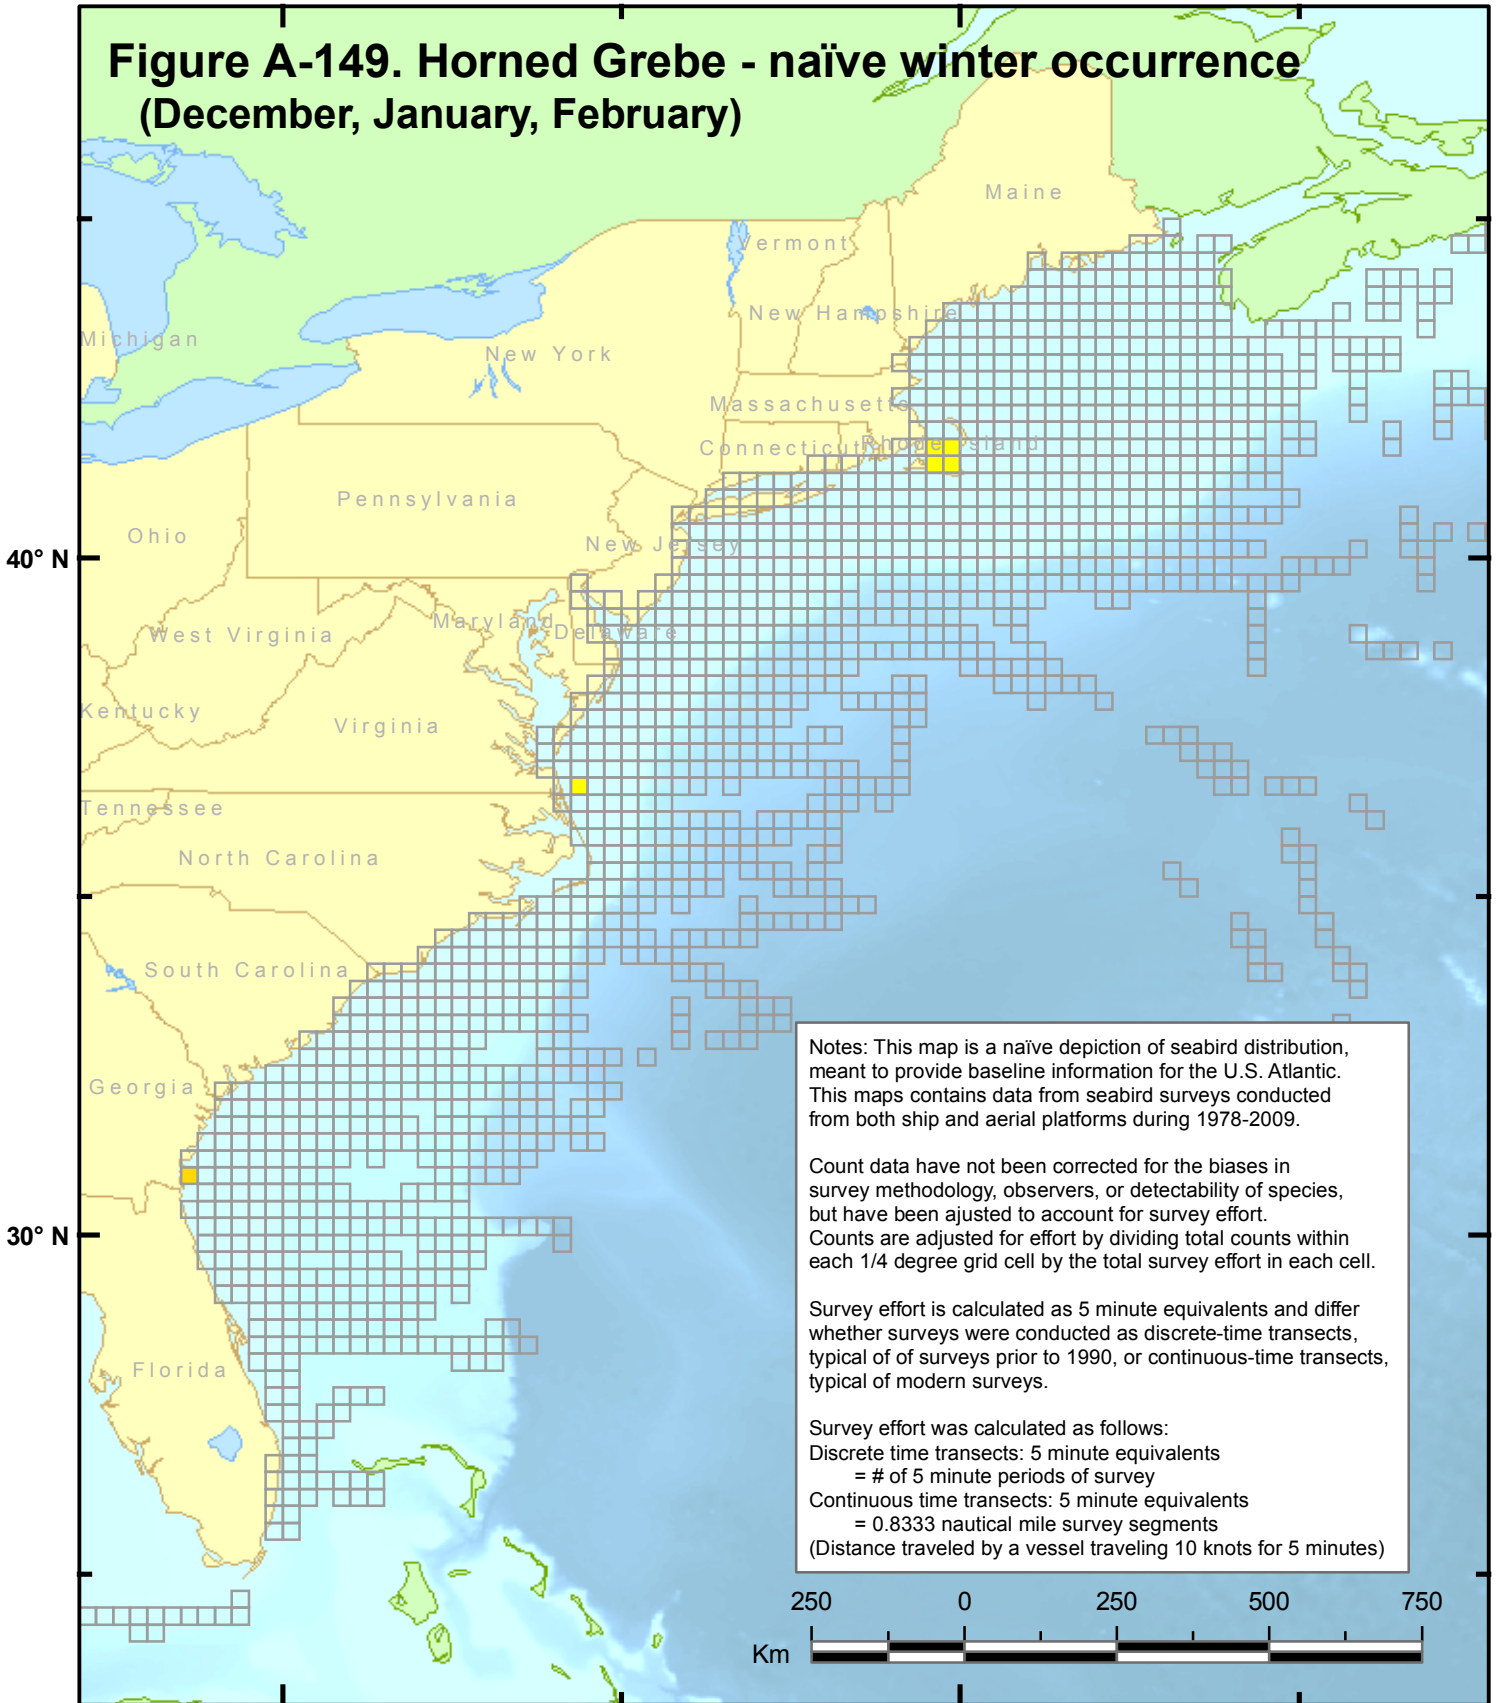 Figure A-149. Horned Grebe - naïve winter occurrence
(December, January, February)
Maine
Vermont
New Hampshire
Michigan
New York
Massachusetts
Connecticut
Rhode Island
Pennsylvania
Ohio
New Jersey
40° N
Maryland
Delaware
West Virginia
Kentucky
Virginia
Tennessee
North Carolina
South Carolina
Georgia
30° N
Florida
Notes: This map is a naïve depiction of seabird distribution,
meant to provide baseline information for the U.S. Atlantic.
This maps contains data from seabird surveys conducted
from both ship and aerial platforms during 1978-2009.
Count data have not been corrected for the biases in
survey methodology, observers, or detectability of species,
but have been ajusted to account for survey effort.
Counts are adjusted for effort by dividing total counts within
each 1/4 degree grid cell by the total survey effort in each cell.
Survey effort is calculated as 5 minute equivalents and differ
whether surveys were conducted as discrete-time transects,
typical of of surveys prior to 1990, or continuous-time transects,
typical of modern surveys.
Survey effort was calculated as follows:
Discrete time transects: 5 minute equivalents
= # of 5 minute periods of survey
Continuous time transects: 5 minute equivalents
= 0.8333 nautical mile survey segments
(Distance traveled by a vessel traveling 10 knots for 5 minutes)
250 0 250 500 750
Km